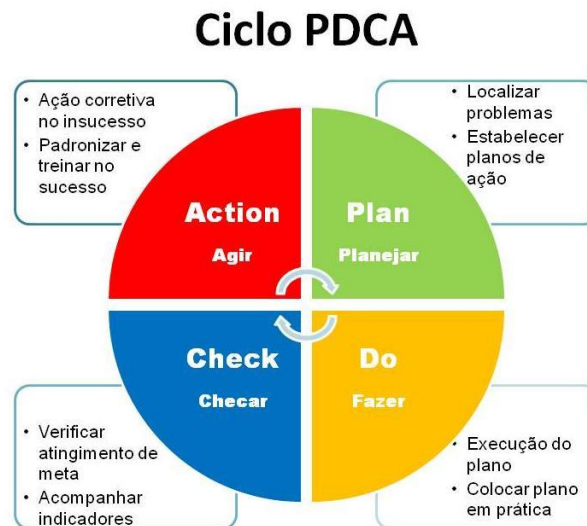 Ciclo PDCA
• Ação corretiva
no insucesso
• Padronizar e
treinar no
sucesso
• Localizar
problemas
• Estabelecer
planos de
ação
Action
Agir
Plan
Planejar
Check
Checar
Do
Fazer
• Verificar
atingimento de
meta
• Acompanhar
indicadores
• Execução do
plano
• Colocar plano
em prática